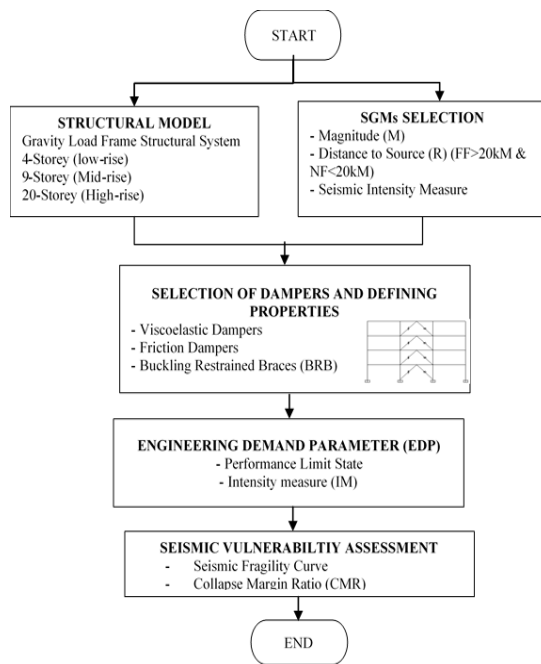 START
STRUCTURAL MODEL
Gravity Load Frame Structural System
4-Storey (low-rise)
9-Storey (Mid-rise)
20-Storey (High-rise)
SGMs SELECTION
- Magnitude (M)
- Distance to Source (R) (FF>20kM &
NF<20kM)
- Seismic Intensity Measure
SELECTION OF DAMPERS AND DEFINING
PROPERTIES
- Viscoelastic Dampers
- Friction Dampers
- Buckling Restrained Braces (BRB)
ENGINEERING DEMAND PARAMETER (EDP)
- Performance Limit State
- Intensity measure (IM)
SEISMIC VULNERABILTIY ASSESSMENT
- Seismic Fragility Curve
- Collapse Margin Ratio (CMR)
END